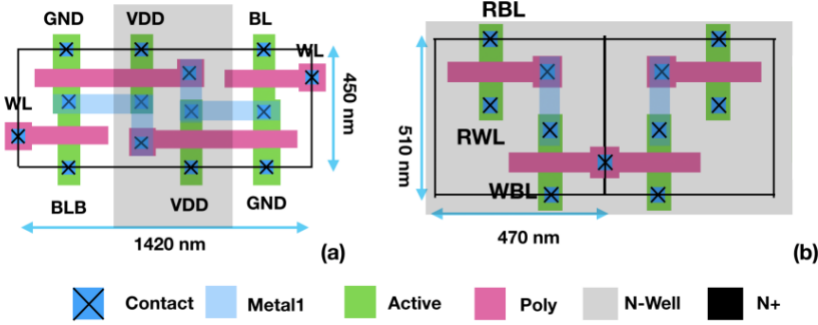 GND VDD BL
WL
WL
450 nm
BLB VDD GND
1420 nm
(a)
RBL
510 nm
RWL
WBL
470 nm
(b)
Contact Metal1 Active Poly N-Well N+